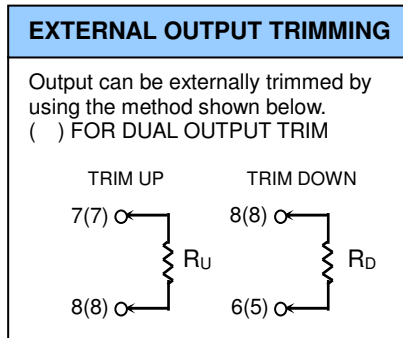 EXTERNAL OUTPUT TRIMMING
Output can be externally trimmed by
using the method shown below.
( ) FOR DUAL OUTPUT TRIM
TRIM UP TRIM DOWN
7(7) 8(8)
RU RD
8(8) 6(5)